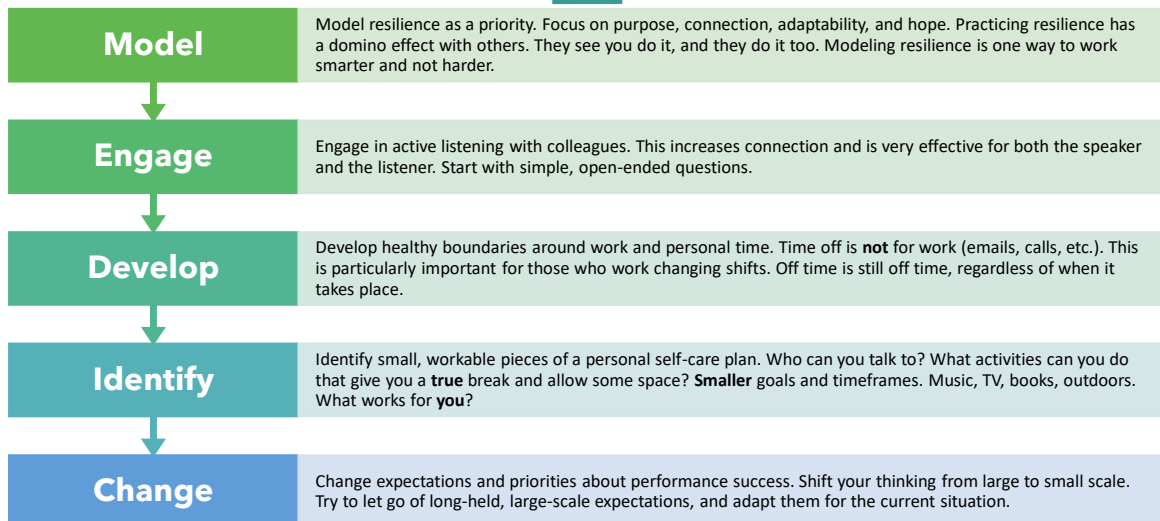 Model
Model resilience as a priority. Focus on purpose, connection, adaptability, and hope. Practicing resilience has
a domino effect with others. They see you do it, and they do it too. Modeling resilience is one way to work
smarter and not harder.
Engage
Engage in active listening with colleagues. This increases connection and is very effective for both the speaker
and the listener. Start with simple, open-ended questions.
Develop
Develop healthy boundaries around work and personal time. Time off is not for work (emails, calls, etc.). This
is particularly important for those who work changing shifts. Off time is still off time, regardless of when it
takes place.
Identify
Identify small, workable pieces of a personal self-care plan. Who can you talk to? What activities can you do
that give you a true break and allow some space? Smaller goals and timeframes. Music, TV, books, outdoors.
What works for you?
Change
Change expectations and priorities about performance success. Shift your thinking from large to small scale.
Try to let go of long-held, large-scale expectations, and adapt them for the current situation.